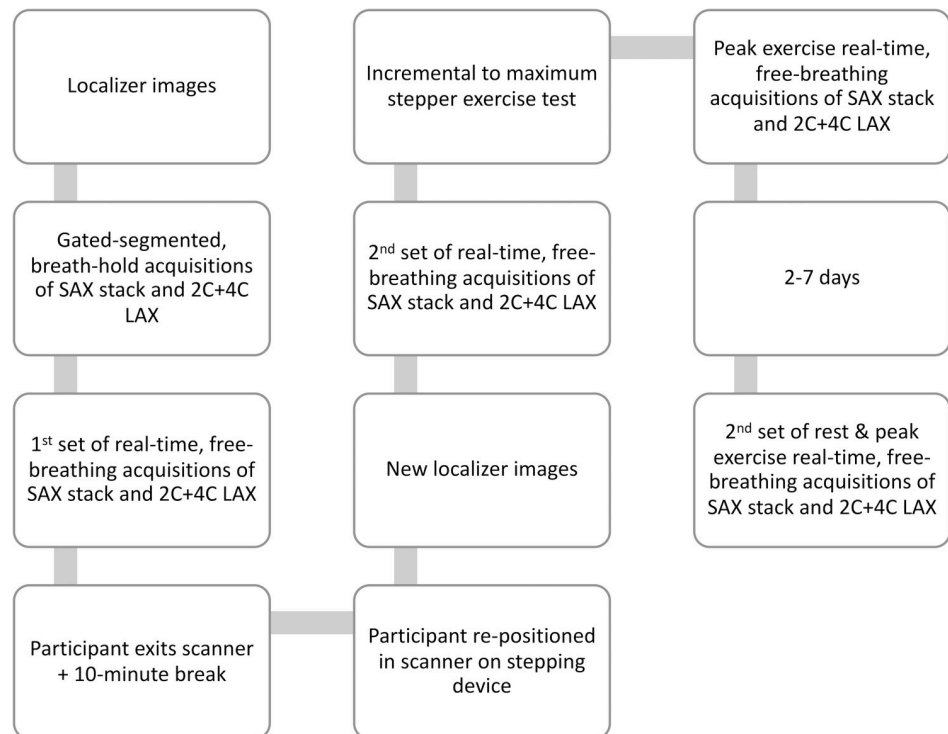 Localizer images
Gated-segmented,
breath-hold acquisitions
of SAX stack and 2C+4C
LAX
1st set of real-time, free-
breathing acquisitions of
SAX stack and 2C+4C LAX
Participant exits scanner
+ 10-minute break
Participant re-positioned
in scanner on stepping
device
New localizer images
2nd set of real-time, free-
breathing acquisitions of
SAX stack and 2C+4C LAX
Incremental to maximum
stepper exercise test
Peak exercise real-time,
free-breathing
acquisitions of SAX stack
and 2C+4C LAX
2-7 days
2nd set of rest & peak
exercise real-time, free-
breathing acquisitions of
SAX stack and 2C+4C LAX